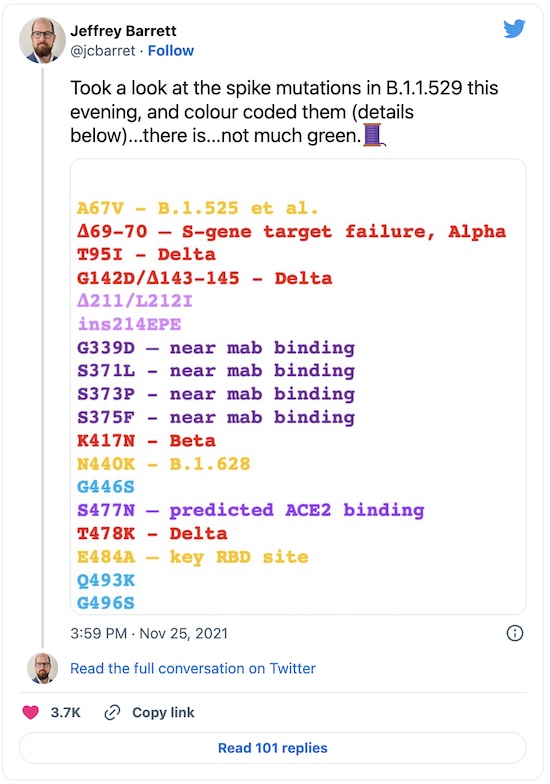 Jeffrey Barrett
@jcbarret · Follow
Took a look at the spike mutations in B.1.1.529 this
evening, and colour coded them (details
below)...there is...not much green.🧵
A67V – B.1.525 et al.
Δ69-70 – S-gene target failure, Alpha
T95I – Delta
G142D/Δ143-145 – Delta
Δ211/L212I
ins214EPE
G339D – near mab binding
S371L – near mab binding
S373P – near mab binding
S375F – near mab binding
K417N – Beta
N440K – B.1.628
G446S
S477N – predicted ACE2 binding
T478K – Delta
E484A – key RBD site
Q493K
G496S
3:59 PM · Nov 25, 2021
Read the full conversation on Twitter
3.7K Copy link
Read 101 replies